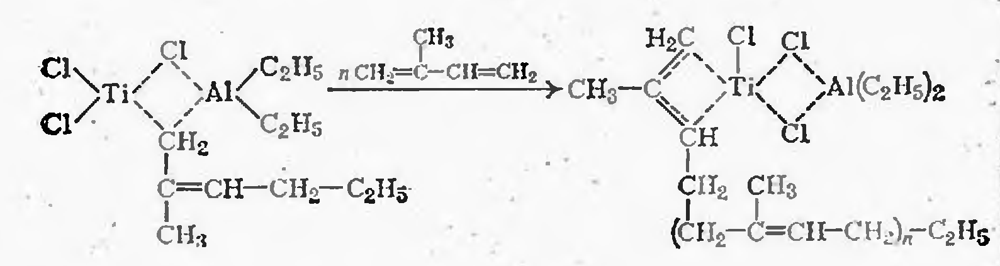 CH₃
H₂C Cl Cl
Cl
Cl C₂H₅
nCH₂=C—CH=CH₂
Ti Al CH₃—C Ti Al(C₂H₅)₂
Cl C₂H₅
CH₂ CH Cl
C=CH—CH₂—C₂H₅ CH₂ CH₃
CH₃ (CH₂—C=CH—CH₂)ₙ—C₂H₅